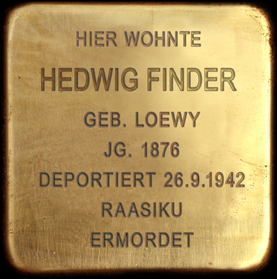 HIER WOHNTE
HEDWIG FINDER
GEB. LOEWY
JG. 1876
DEPORTIERT 26.9.1942
RAASIKU
ERMORDET